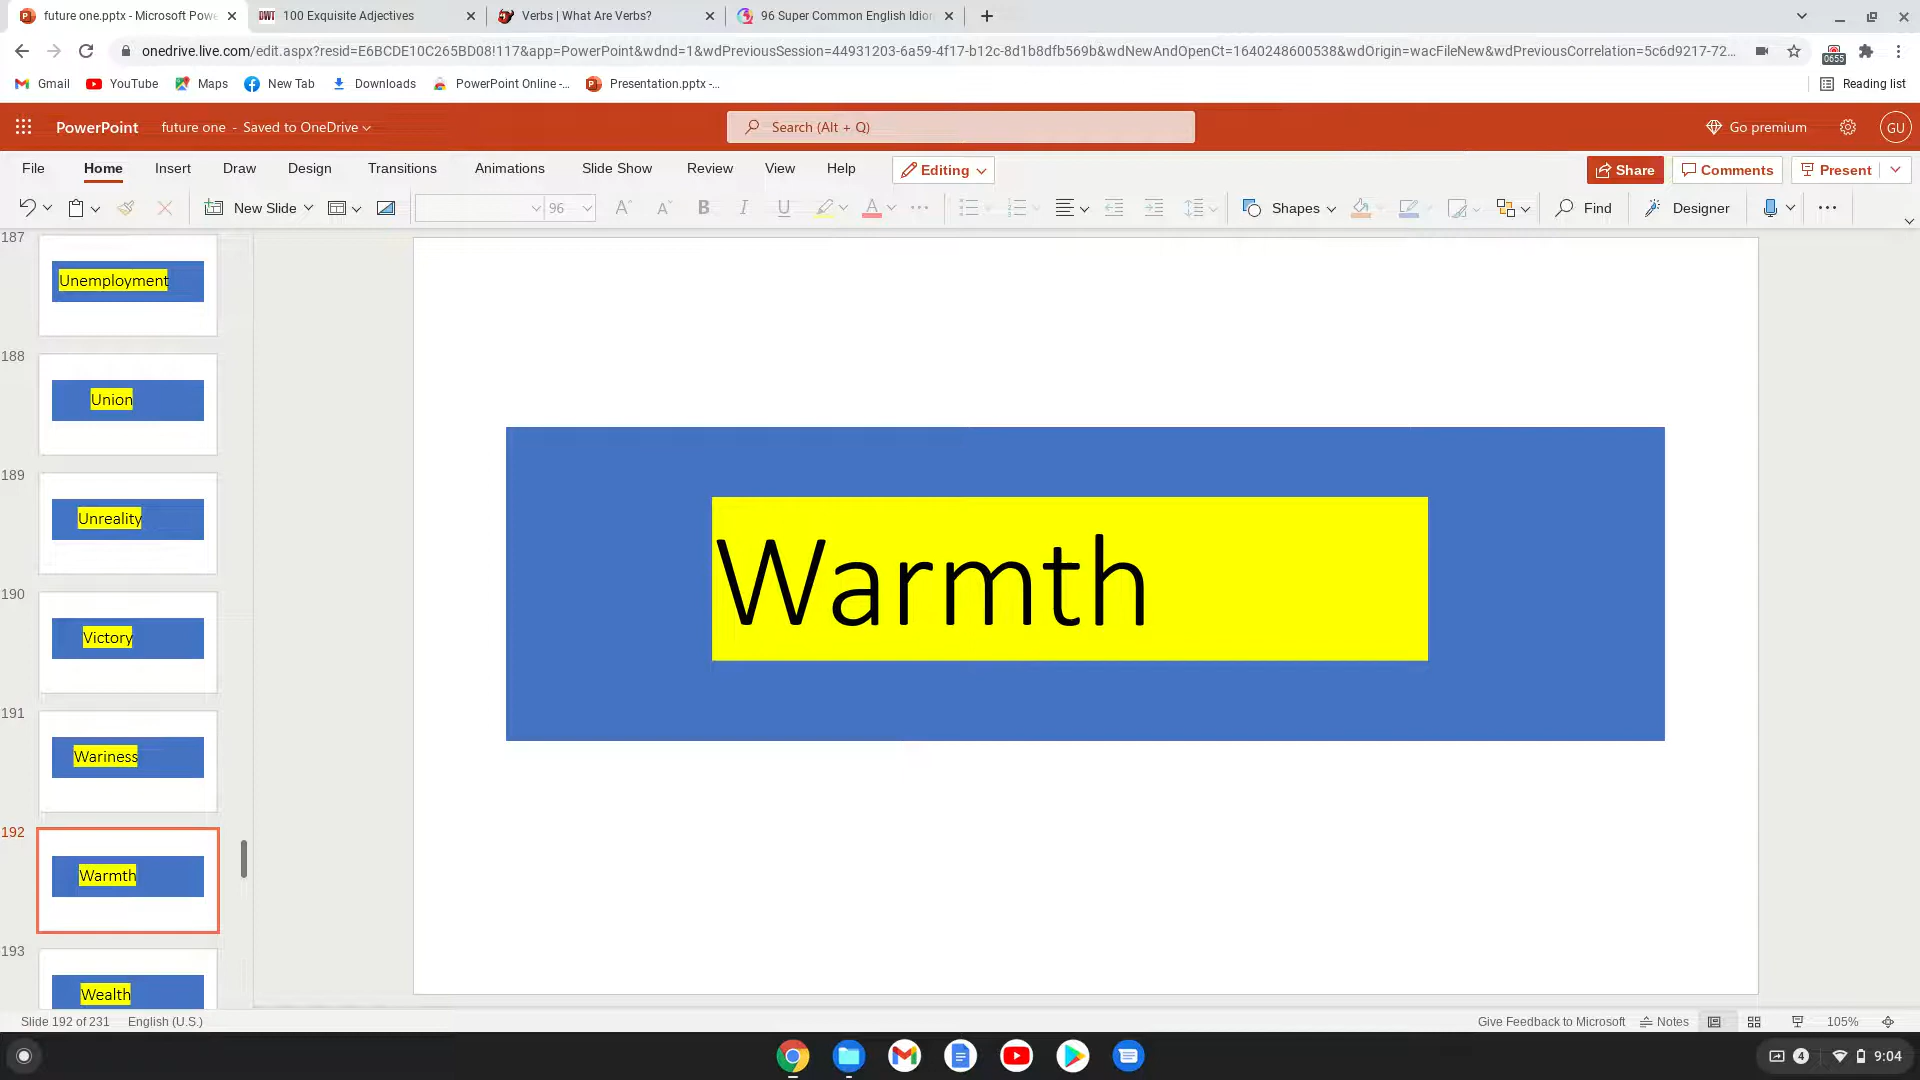 future one.pptx - Microsoft Powe
100 Exquisite Adjectives
Verbs | What Are Verbs?
96 Super Common English Idion
onedrive.live.com/edit.aspx?resid=E6BCDE10C265BD08!117&app=PowerPoint&wdnd=1&wdPreviousSession=44931203-6a59-4f17-b12c-8d1b8dfb569b&wdNewAndOpenCt=1640248600538&wdOrigin=wacFileNew&wdPreviousCorrelation=5c6d9217-72...
0655
Gmail YouTube Maps New Tab Downloads PowerPoint Online -... Presentation.pptx -... Reading list
PowerPoint future one - Saved to OneDrive Search (Alt + Q) Go premium GU
File Home Insert Draw Design Transitions Animations Slide Show Review View Help Editing Share Comments Present
New Slide 96 A A B I U A Shapes Find Designer
187
Unemployment
188
Union
189
Unreality
190
Victory
191
Wariness
192
Warmth
193
Wealth
Warmth
Slide 192 of 231 English (U.S.) Give Feedback to Microsoft Notes 105%
4 9:04